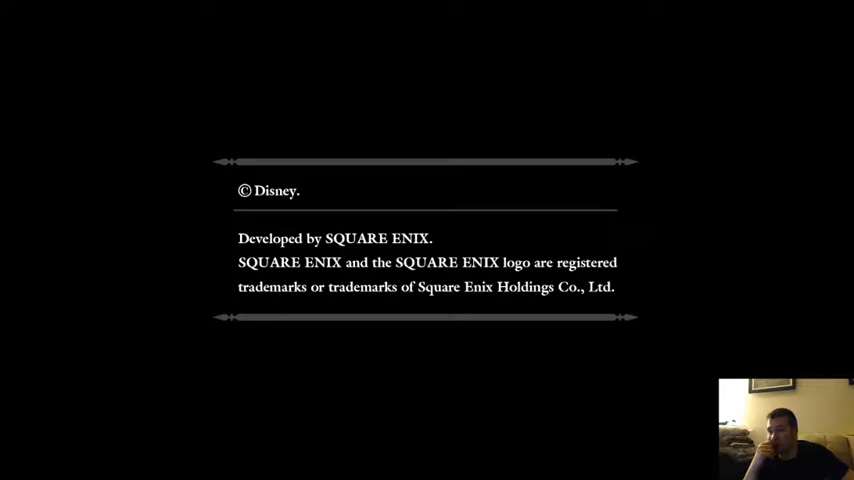 © Disney.
Developed by SQUARE ENIX.
SQUARE ENIX and the SQUARE ENIX logo are registered
trademarks or trademarks of Square Enix Holdings Co., Ltd.